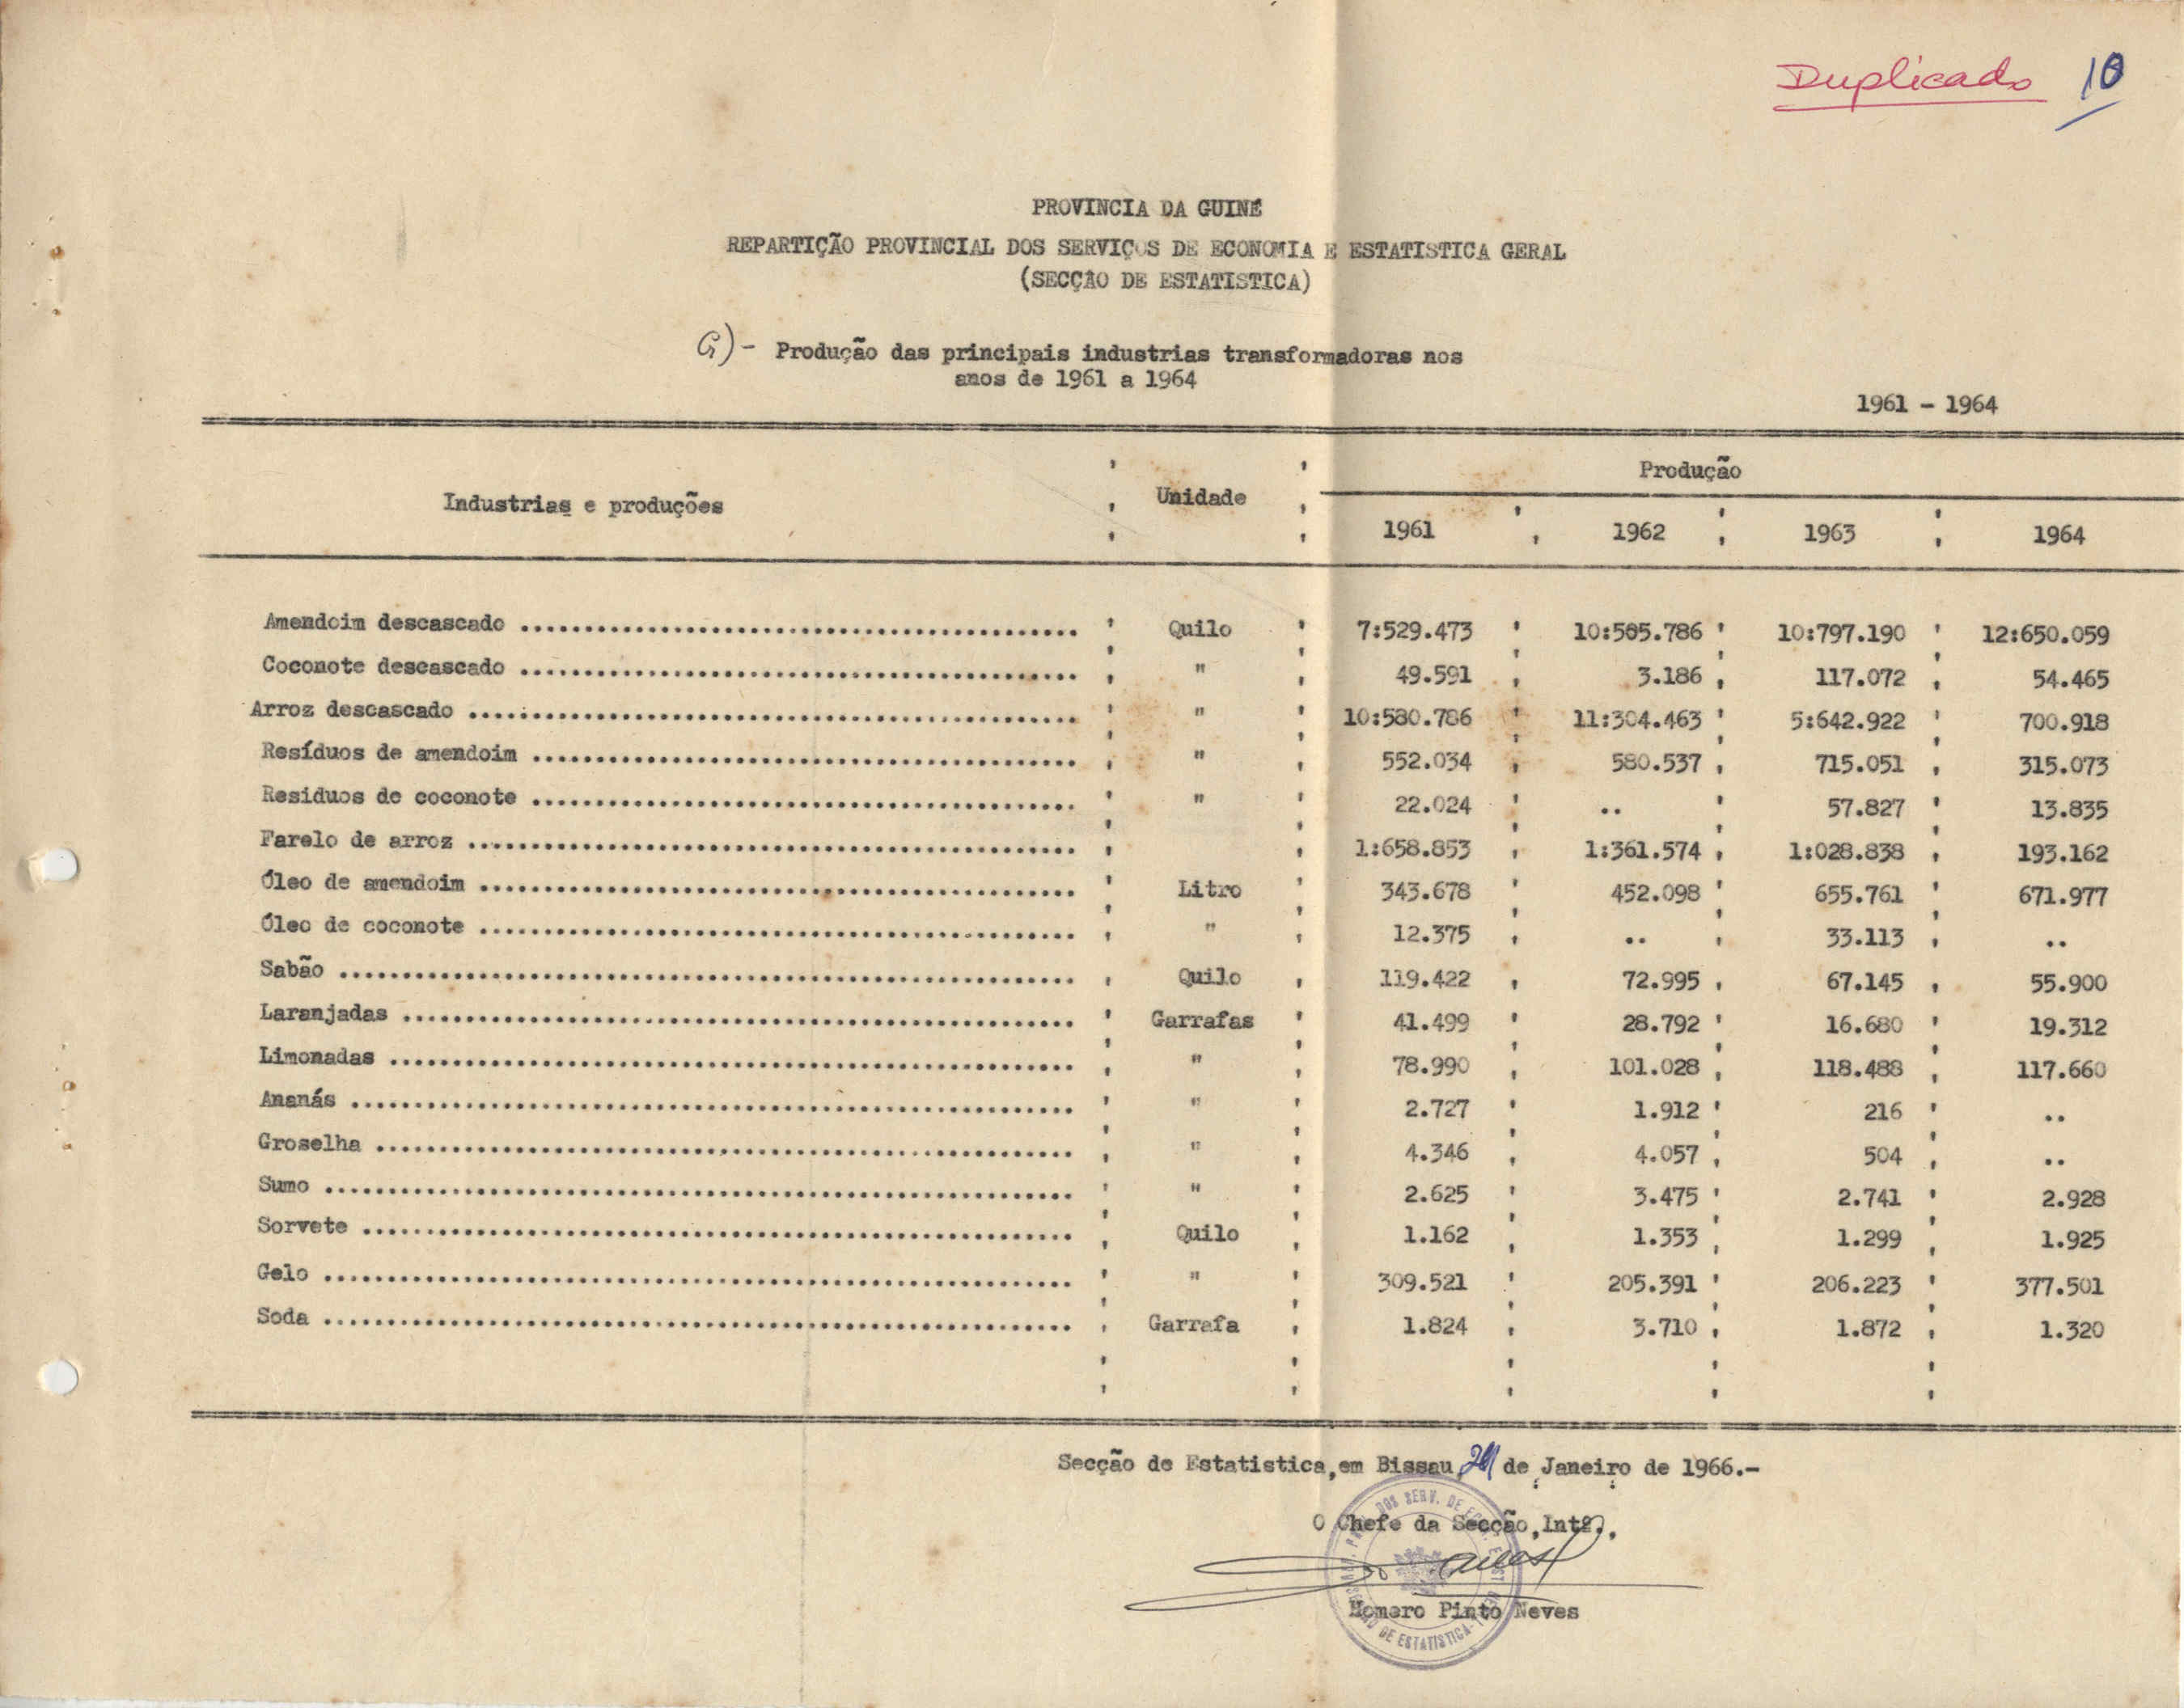 Duplicado 10
PROVINCIA DA GUINÉ
REPARTIÇÃO PROVINCIAL DOS SERVIÇOS DE ECONOMIA E ESTATISTICA GERAL
(SECÇÃO DE ESTATISTICA)
G) - Produção das principais industrias transformadoras nos
anos de 1961 a 1964
1961 - 1964
Industrias e produções Unidade Produção
1961 1962 1963 1964
Amendoim descascado Quilo 7:529.473 10:505.786 10:797.190 12:650.059
Coconote descascado " 49.591 3.186 117.072 54.465
Arroz descascado " 10:580.786 11:304.463 5:642.922 700.918
Resíduos de amendoim " 552.034 580.537 715.051 315.073
Residuos de coconote " 22.024 .. 57.827 13.835
Farelo de arroz 1:658.853 1:361.574 1:028.838 193.162
Óleo de amendoim Litro 343.678 452.098 655.761 671.977
Óleo de coconote " 12.375 .. 33.113 ..
Sabão Quilo 119.422 72.995 67.145 55.900
Laranjadas Garrafas 41.499 28.792 16.680 19.312
Limonadas " 78.990 101.028 118.488 117.660
Ananás " 2.727 1.912 216 ..
Groselha " 4.346 4.057 504 ..
Sumo " 2.625 3.475 2.741 2.928
Sorvete Quilo 1.162 1.353 1.299 1.925
Gelo " 309.521 205.391 206.223 377.501
Soda Garrafa 1.824 3.710 1.872 1.320
Secção de Estatistica, em Bissau, de Janeiro de 1966.-
O Chefe da Secção, Intº.,
Homero Pinto Neves
DOS SERV. DE
DE ESTATISTICA